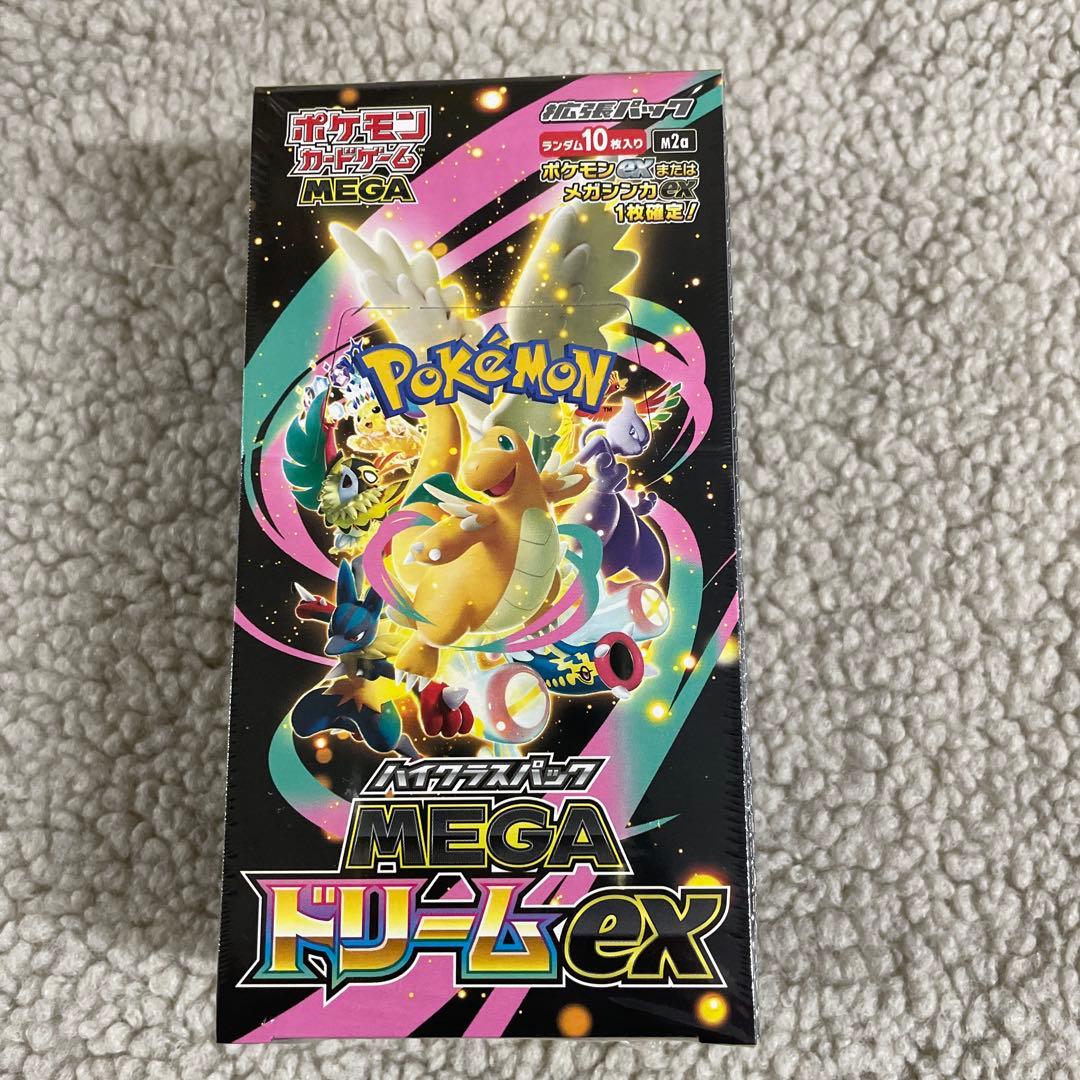 ポケモン
カードゲーム
MEGA
拡張パック
ランダム10枚入り M2a
ポケモンexまたは
メガシンカex
1枚確定!
POKéMON
TM
ハイクラスパック
MEGA
ドリームex